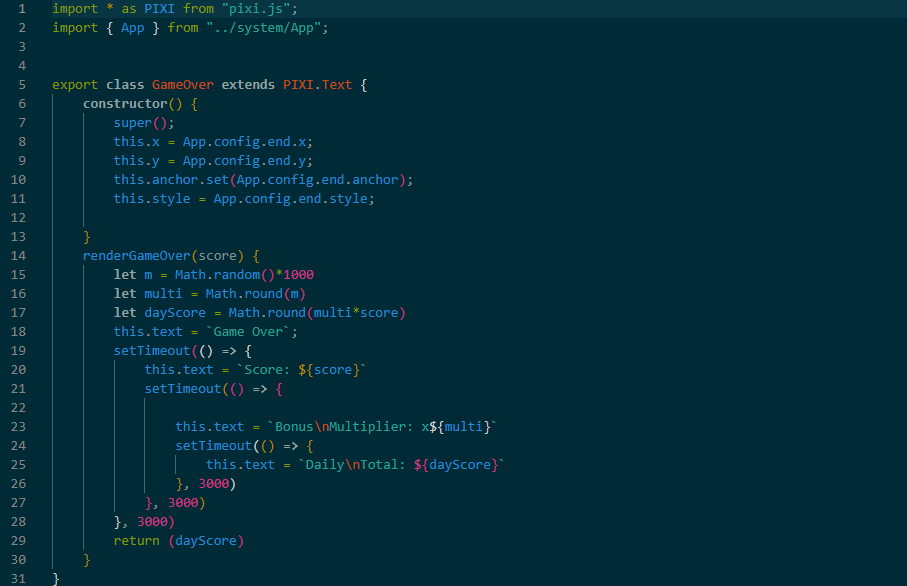 1 import * as PIXI from "pixi.js";
2 import { App } from "../system/App";
3
4
5 export class GameOver extends PIXI.Text {
6     constructor() {
7         super();
8         this.x = App.config.end.x;
9         this.y = App.config.end.y;
10         this.anchor.set(App.config.end.anchor);
11         this.style = App.config.end.style;
12
13     }
14     renderGameOver(score) {
15         let m = Math.random()*1000
16         let multi = Math.round(m)
17         let dayScore = Math.round(multi*score)
18         this.text = `Game Over`;
19         setTimeout(() => {
20             this.text = `Score: ${score}`
21             setTimeout(() => {
22
23                 this.text = `Bonus\nMultiplier: x${multi}`
24                 setTimeout(() => {
25                     this.text = `Daily\nTotal: ${dayScore}`
26                 }, 3000)
27             }, 3000)
28         }, 3000)
29         return (dayScore)
30     }
31 }